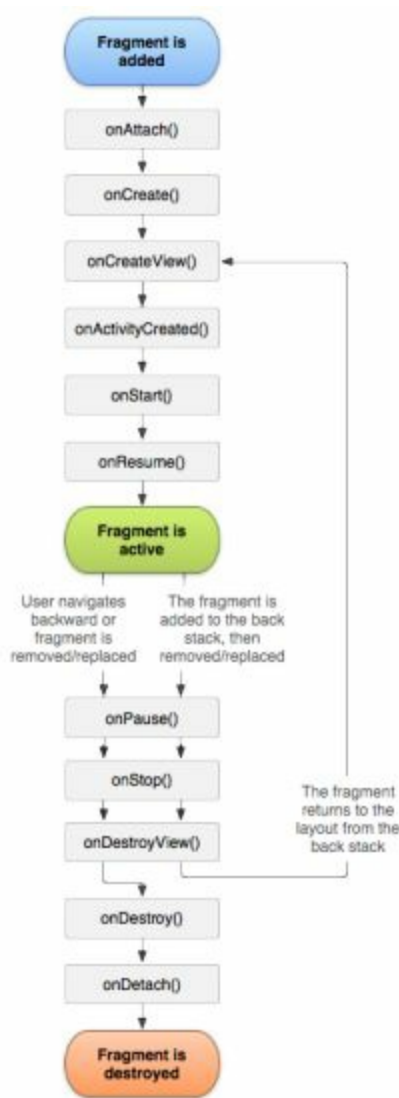 Fragment is
added
onAttach()
onCreate()
onCreateView()
onActivityCreated()
onStart()
onResume()
Fragment is
active
User navigates
backward or
fragment is
removed/replaced
The fragment is
added to the back
stack, then
removed/replaced
onPause()
onStop()
onDestroyView()
The fragment
returns to the
layout from the
back stack
onDestroy()
onDetach()
Fragment is
destroyed